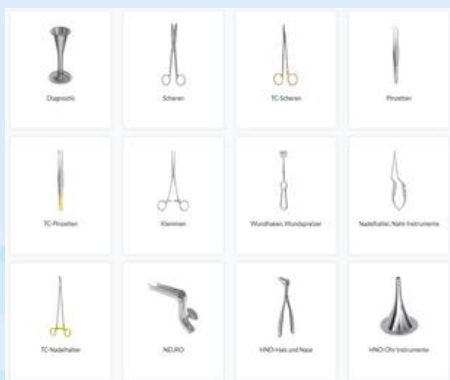 Diagnostik
Scheren
TC-Scheren
Pinzetten
TC-Pinzetten
Klemmen
Wundhaken, Wundspreizer
Nadelhalter, Naht-Instrumente
TC-Nadelhalter
NEURO
HNO-Hals und Nase
HNO-Ohr Instrumente